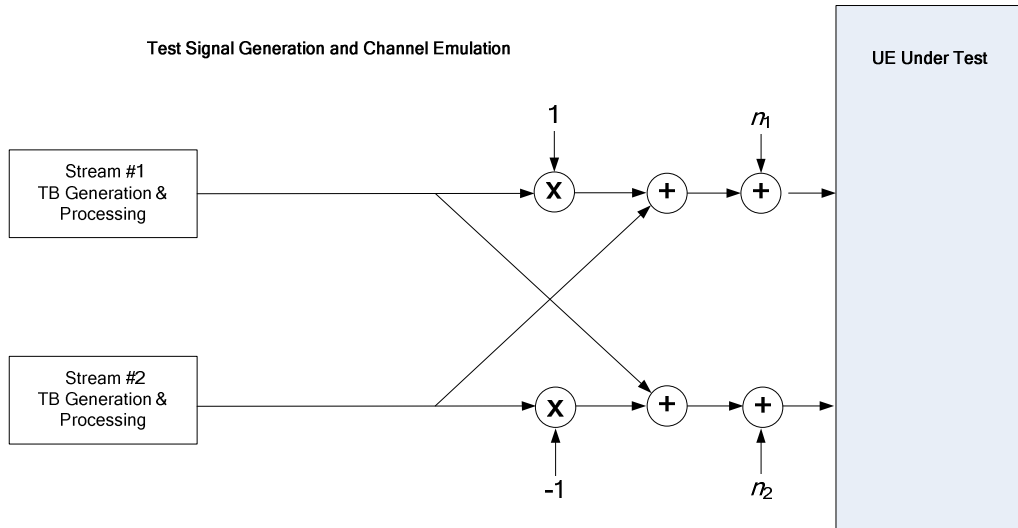 Test Signal Generation and Channel Emulation
UE Under Test
1
n1
Stream #1
TB Generation &
Processing
X
+
+
Stream #2
TB Generation &
Processing
X
+
+
-1
n2